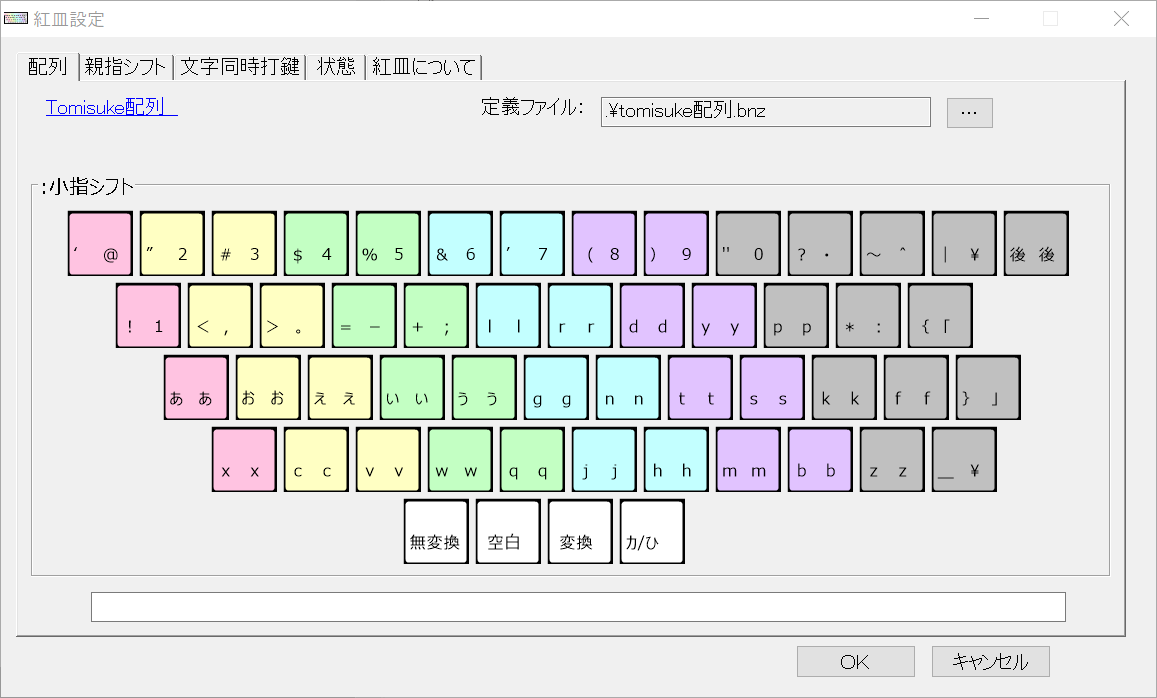 紅皿設定
配列 親指シフト 文字同時打鍵 状態 紅皿について
Tomisuke配列 定義ファイル: .¥tomisuke配列.bnz ...
:小指シフト
‘ @ ” 2 # 3 $ 4 % 5 & 6 ’ 7 ( 8 ) 9 " 0 ? ・ ～ ＾ | ¥ 後 後
! 1 < , > 。 = － + ; l l r r d d y y p p * : { 「
ぁ あ お お え え い い う う g g n n t t s s k k f f } 」
x x c c v v w w q q j j h h m m b b z z _ ¥
無変換 空白 変換 カ/ひ
OK キャンセル